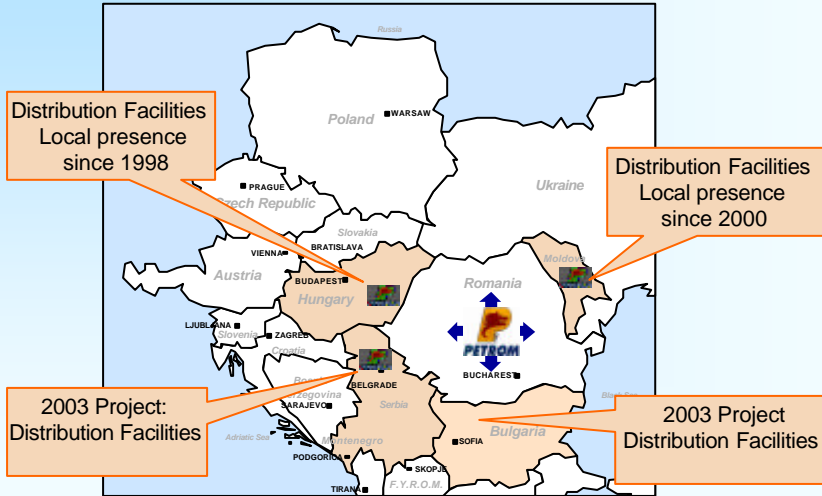 Russia
Distribution Facilities
Local presence
since 1998
Poland
WARSAW
Distribution Facilities
Local presence
since 2000
Ukraine
PRAGUE
Czech Republic
Slovakia
BRATISLAVA
VIENNA
Austria
Moldova
BUDAPEST
Hungary
Romania
LJUBLJANA
Slovenia
ZAGREB
Croatia
PETROM
BUCHAREST
BELGRADE
2003 Project:
Distribution Facilities
Herzegovina
SARAJEVO
Serbia
2003 Project
Distribution Facilities
Bulgaria
Adriatic Sea
Montenegro
SOFIA
PODGORICA
SKOPJE
F.Y.R.O.M.
TIRANA